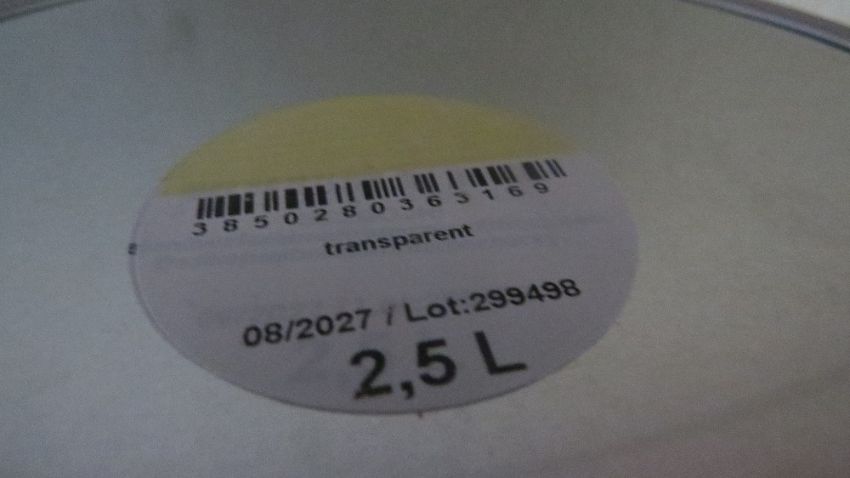 3850280363169
transparent
08/2027 / Lot:299498
2,5 L